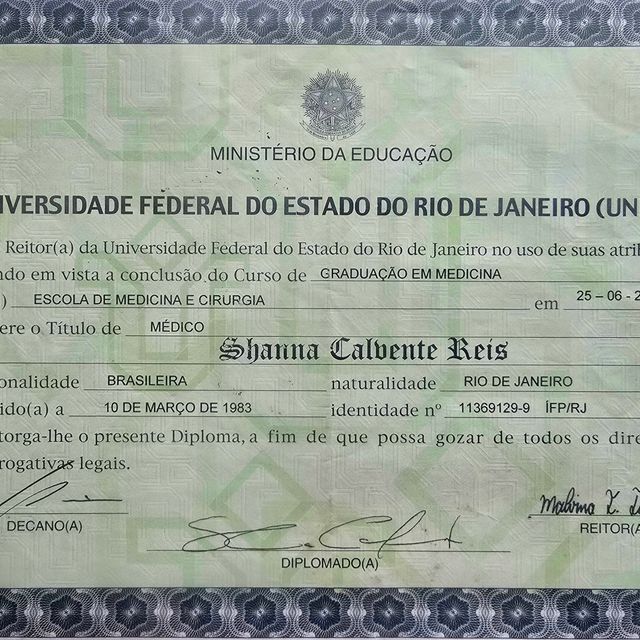 MINISTÉRIO DA EDUCAÇÃO
IVERSIDADE FEDERAL DO ESTADO DO RIO DE JANEIRO (UN
Reitor(a) da Universidade Federal do Estado do Rio de Janeiro no uso de suas atrib
ndo em vista a conclusão do Curso de GRADUAÇÃO EM MEDICINA
) ESCOLA DE MEDICINA E CIRURGIA em 25 – 06 - 2
ere o Título de MÉDICO
Shanna Calvente Reis
onalidade BRASILEIRA naturalidade RIO DE JANEIRO
ido(a) a 10 DE MARÇO DE 1983 identidade nº 11369129-9 ÍFP/RJ
torga-lhe o presente Diploma, a fim de que possa gozar de todos os dire
rogativas legais.
DECANO(A)
Malvina
REITOR(A
DIPLOMADO(A)